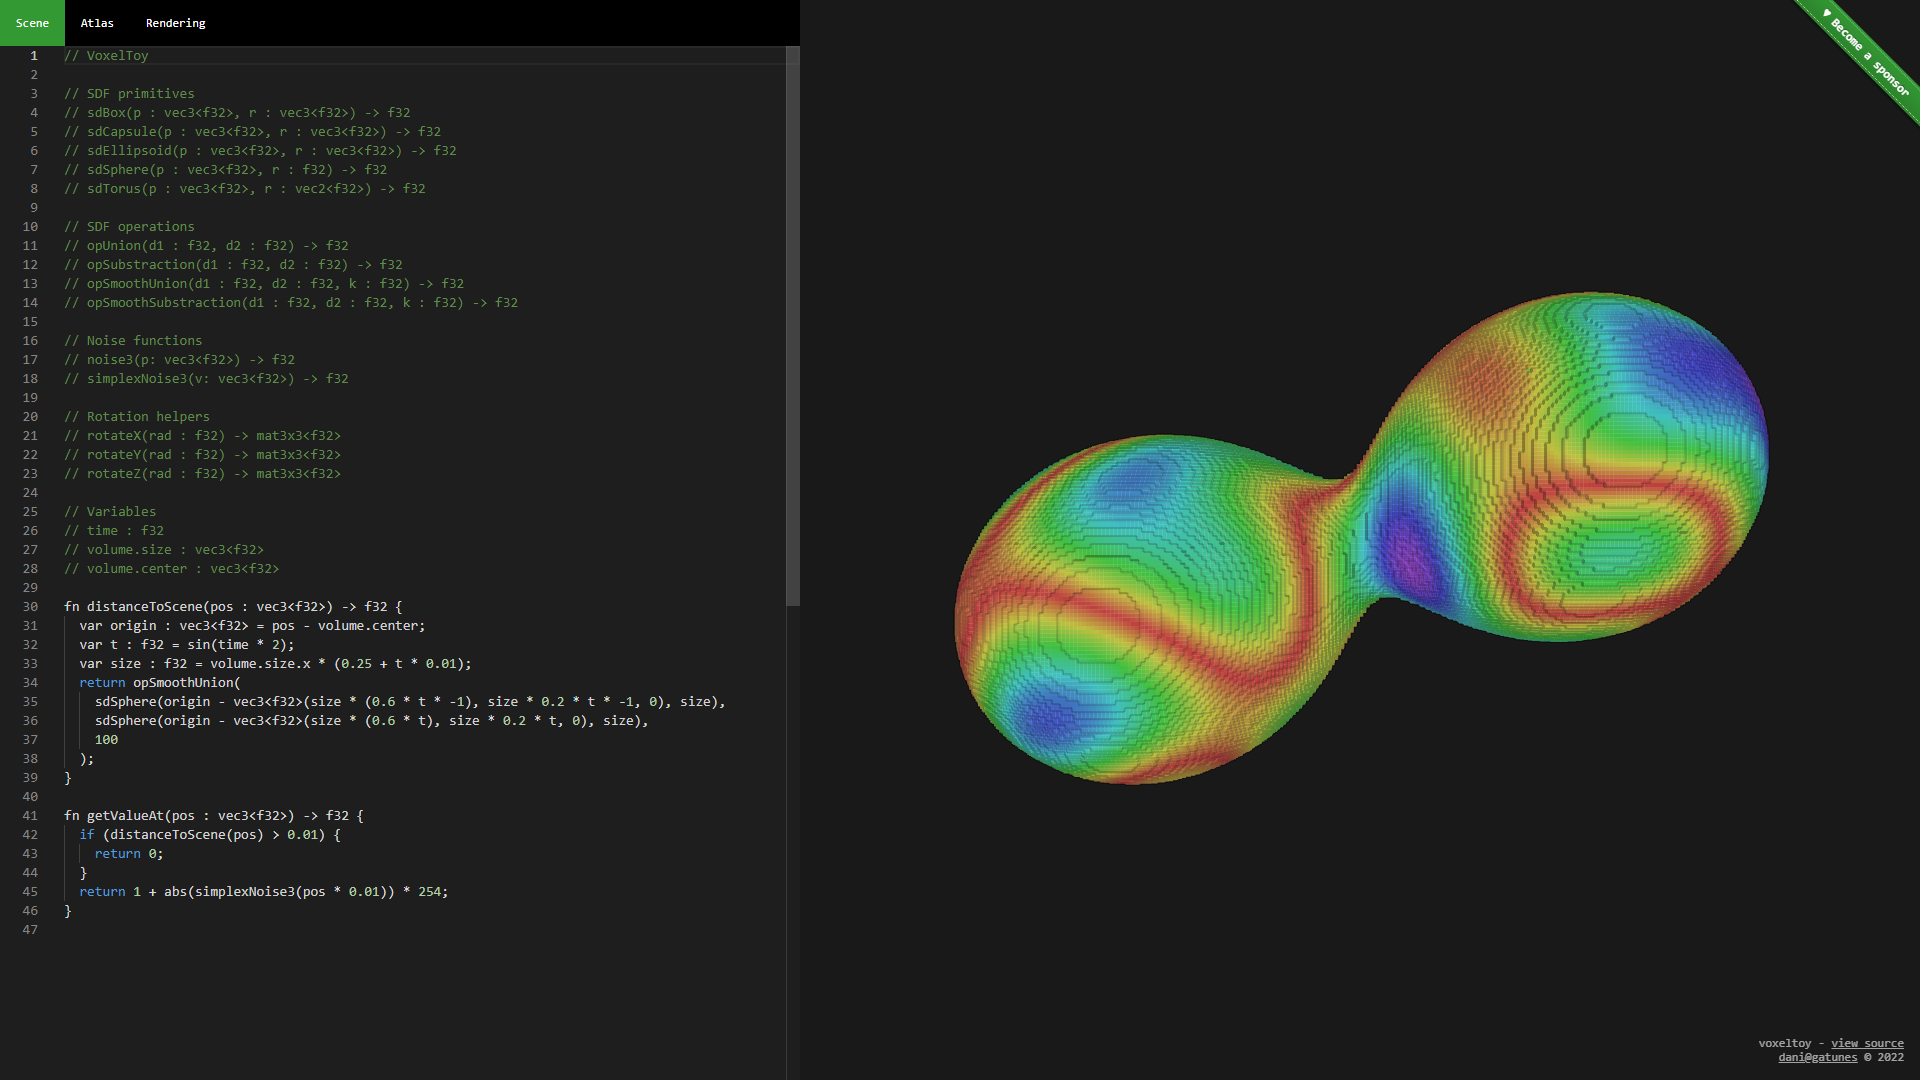 Scene Atlas Rendering
♥ Become a sponsor
1 // VoxelToy
2
3 // SDF primitives
4 // sdBox(p : vec3<f32>, r : vec3<f32>) -> f32
5 // sdCapsule(p : vec3<f32>, r : vec3<f32>) -> f32
6 // sdEllipsoid(p : vec3<f32>, r : vec3<f32>) -> f32
7 // sdSphere(p : vec3<f32>, r : f32) -> f32
8 // sdTorus(p : vec3<f32>, r : vec2<f32>) -> f32
9
10 // SDF operations
11 // opUnion(d1 : f32, d2 : f32) -> f32
12 // opSubstraction(d1 : f32, d2 : f32) -> f32
13 // opSmoothUnion(d1 : f32, d2 : f32, k : f32) -> f32
14 // opSmoothSubstraction(d1 : f32, d2 : f32, k : f32) -> f32
15
16 // Noise functions
17 // noise3(p: vec3<f32>) -> f32
18 // simplexNoise3(v: vec3<f32>) -> f32
19
20 // Rotation helpers
21 // rotateX(rad : f32) -> mat3x3<f32>
22 // rotateY(rad : f32) -> mat3x3<f32>
23 // rotateZ(rad : f32) -> mat3x3<f32>
24
25 // Variables
26 // time : f32
27 // volume.size : vec3<f32>
28 // volume.center : vec3<f32>
29
30 fn distanceToScene(pos : vec3<f32>) -> f32 {
31   var origin : vec3<f32> = pos - volume.center;
32   var t : f32 = sin(time * 2);
33   var size : f32 = volume.size.x * (0.25 + t * 0.01);
34   return opSmoothUnion(
35     sdSphere(origin - vec3<f32>(size * (0.6 * t * -1), size * 0.2 * t * -1, 0), size),
36     sdSphere(origin - vec3<f32>(size * (0.6 * t), size * 0.2 * t, 0), size),
37     100
38   );
39 }
40
41 fn getValueAt(pos : vec3<f32>) -> f32 {
42   if (distanceToScene(pos) > 0.01) {
43     return 0;
44   }
45   return 1 + abs(simplexNoise3(pos * 0.01)) * 254;
46 }
47
voxeltoy - view source
dani@gatunes © 2022